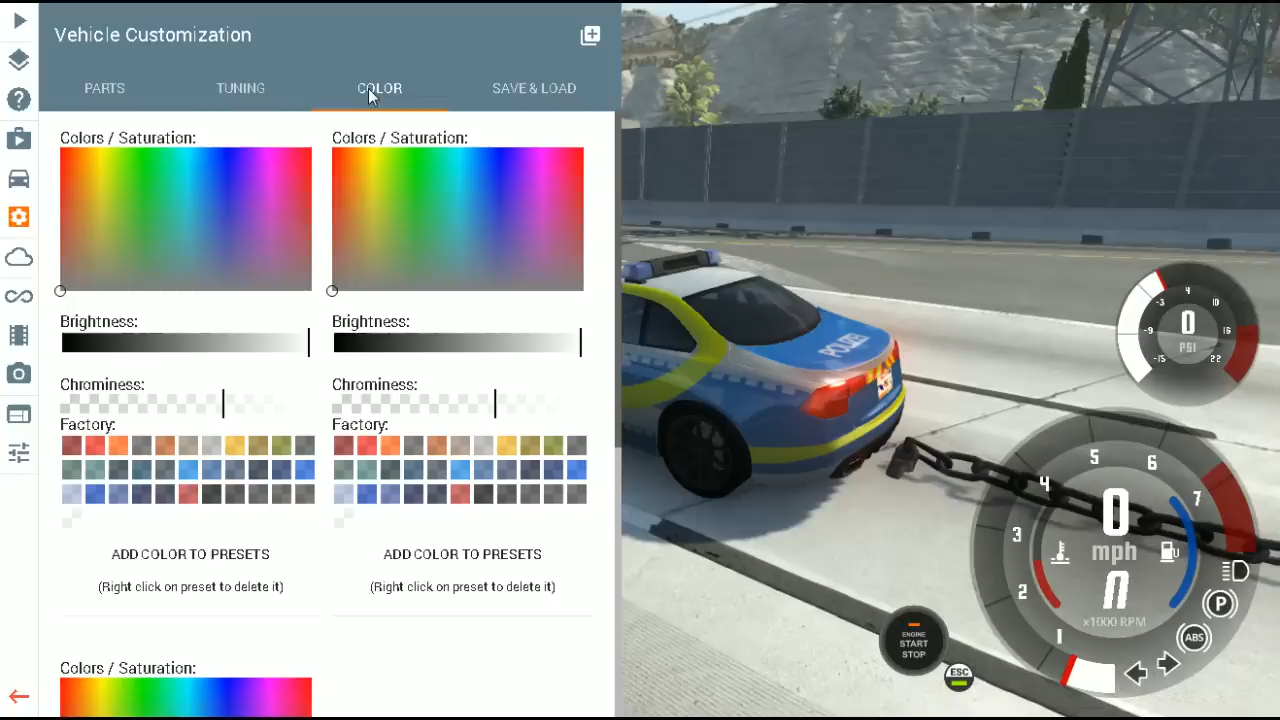 Vehicle Customization
PARTS TUNING COLOR SAVE & LOAD
Colors / Saturation: Colors / Saturation:
Brightness: Brightness:
Chrominess: Chrominess:
Factory: Factory:
ADD COLOR TO PRESETS ADD COLOR TO PRESETS
(Right click on preset to delete it) (Right click on preset to delete it)
Colors / Saturation:
POLIZEI
-15 -9 -3 4 10 16 22
0
PSI
1 2 3 4 5 6 7
0
mph
n
x1000 RPM
P
ABS
ENGINE
START
STOP
ESC